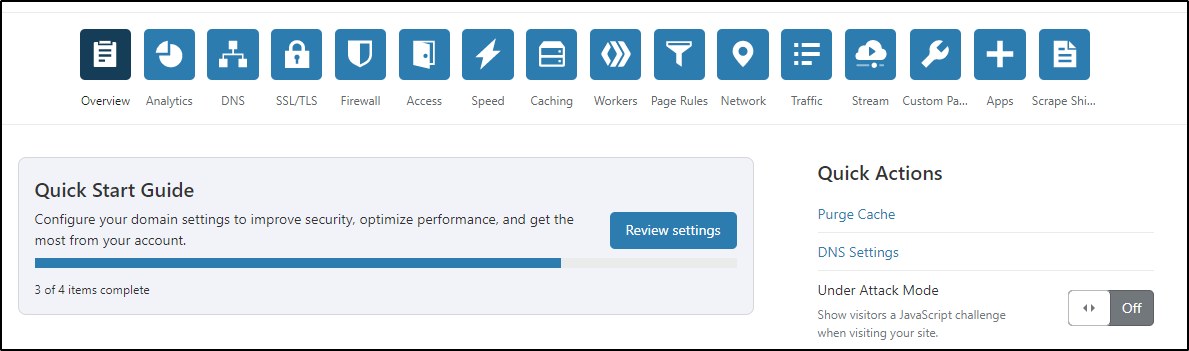 Overview Analytics DNS SSL/TLS Firewall Access Speed Caching Workers Page Rules Network Traffic Stream Custom Pa... Apps Scrape Shi...
Quick Start Guide
Configure your domain settings to improve security, optimize performance, and get the
most from your account.
Review settings
3 of 4 items complete
Quick Actions
Purge Cache
DNS Settings
Under Attack Mode
Show visitors a JavaScript challenge
when visiting your site.
Off